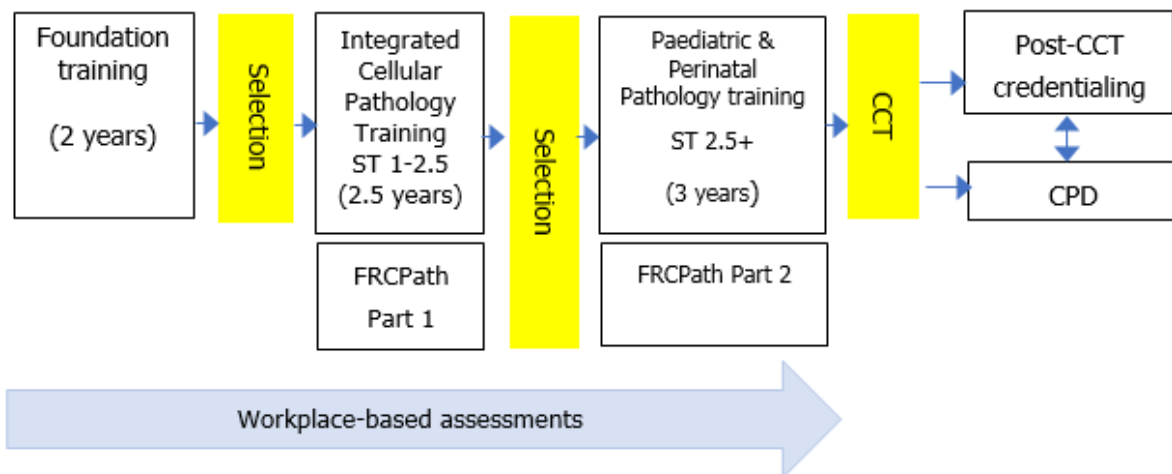 Foundation
training
(2 years)
Selection
Integrated
Cellular
Pathology
Training
ST 1-2.5
(2.5 years)
FRCPath
Part 1
Selection
Paediatric &
Perinatal
Pathology training
ST 2.5+
(3 years)
FRCPath Part 2
CCT
Post-CCT
credentialing
CPD
Workplace-based assessments